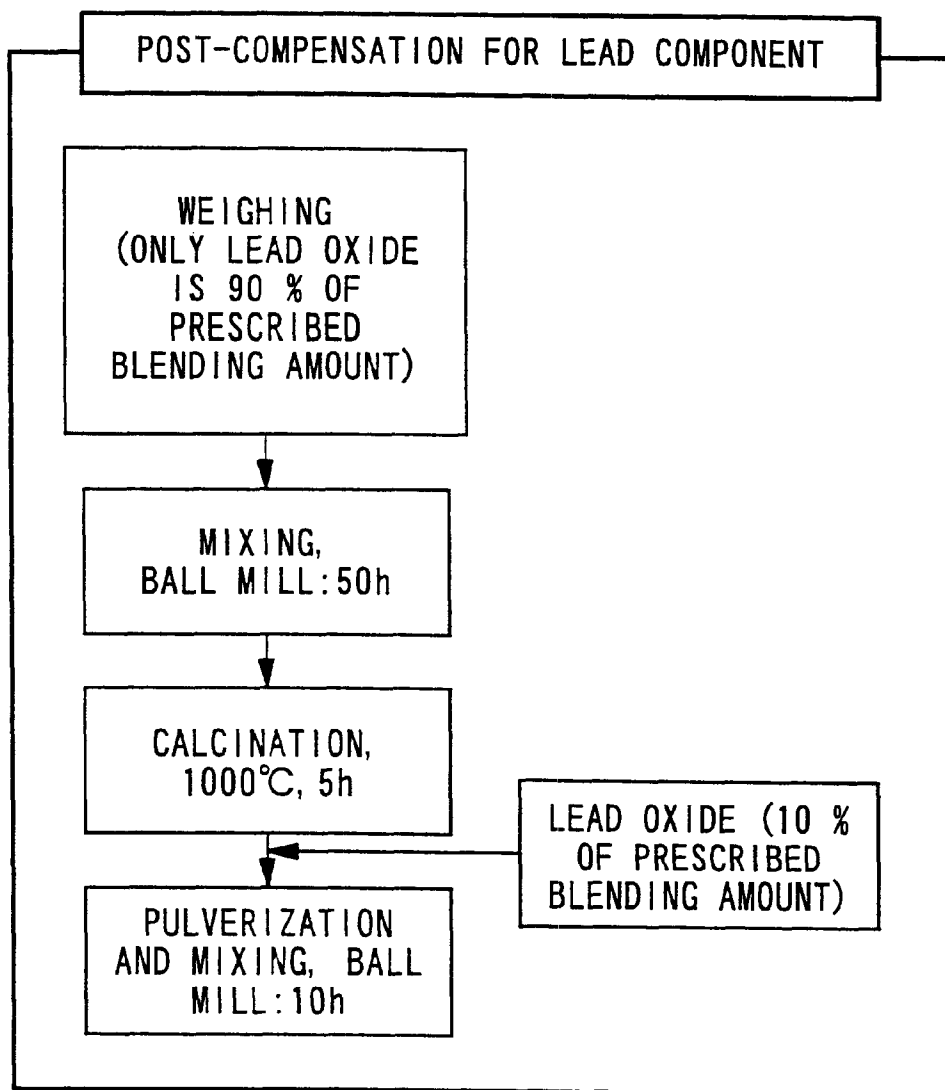 POST-COMPENSATION FOR LEAD COMPONENT
WEIGHING
(ONLY LEAD OXIDE
IS 90 % OF
PRESCRIBED
BLENDING AMOUNT)
MIXING,
BALL MILL:50h
CALCINATION,
1000℃, 5h
LEAD OXIDE (10 %
OF PRESCRIBED
BLENDING AMOUNT)
PULVERIZATION
AND MIXING, BALL
MILL:10h